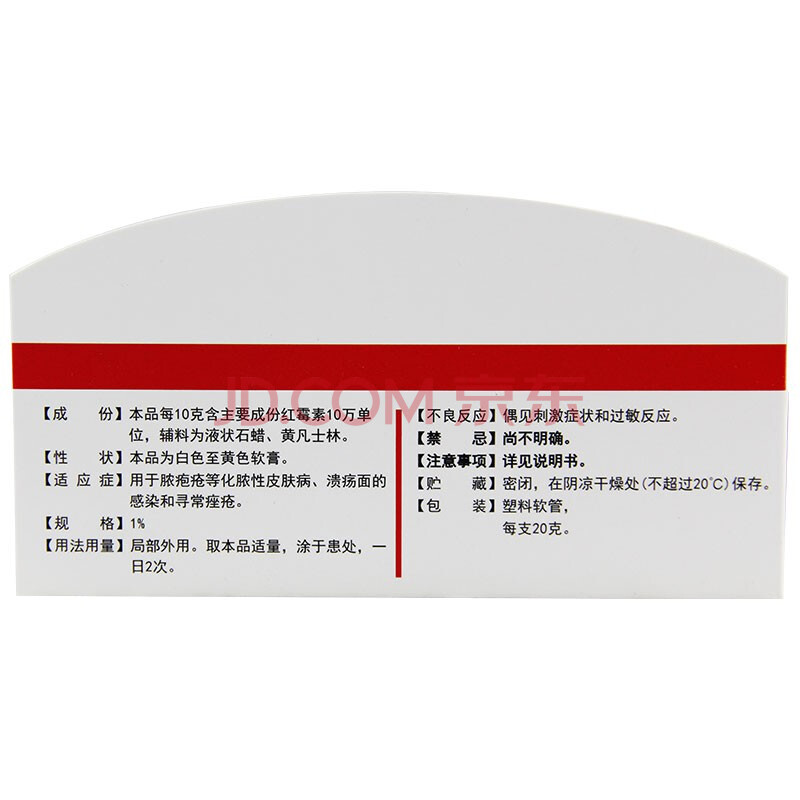 JD.COM 京东
【成　份】本品每10克含主要成份红霉素10万单
位，辅料为液状石蜡、黄凡士林。
【性　状】本品为白色至黄色软膏。
【适应症】用于脓疱疮等化脓性皮肤病、溃疡面的
感染和寻常痤疮。
【规　格】1%
【用法用量】局部外用。取本品适量，涂于患处，一
日2次。
【不良反应】偶见刺激症状和过敏反应。
【禁　忌】尚不明确。
【注意事项】详见说明书。
【贮　藏】密闭，在阴凉干燥处(不超过20℃)保存。
【包　装】塑料软管，
每支20克。